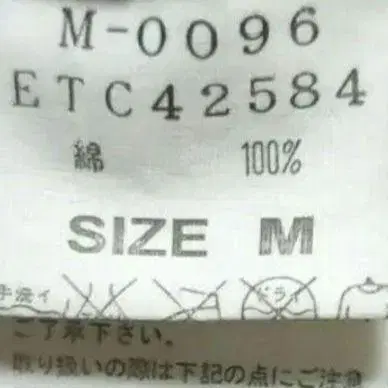 M-0096
ETC42584
綿 100%
SIZE M
手洗イ ドライ
ご了承下さい。
取り扱いの際は下記の点にご注意